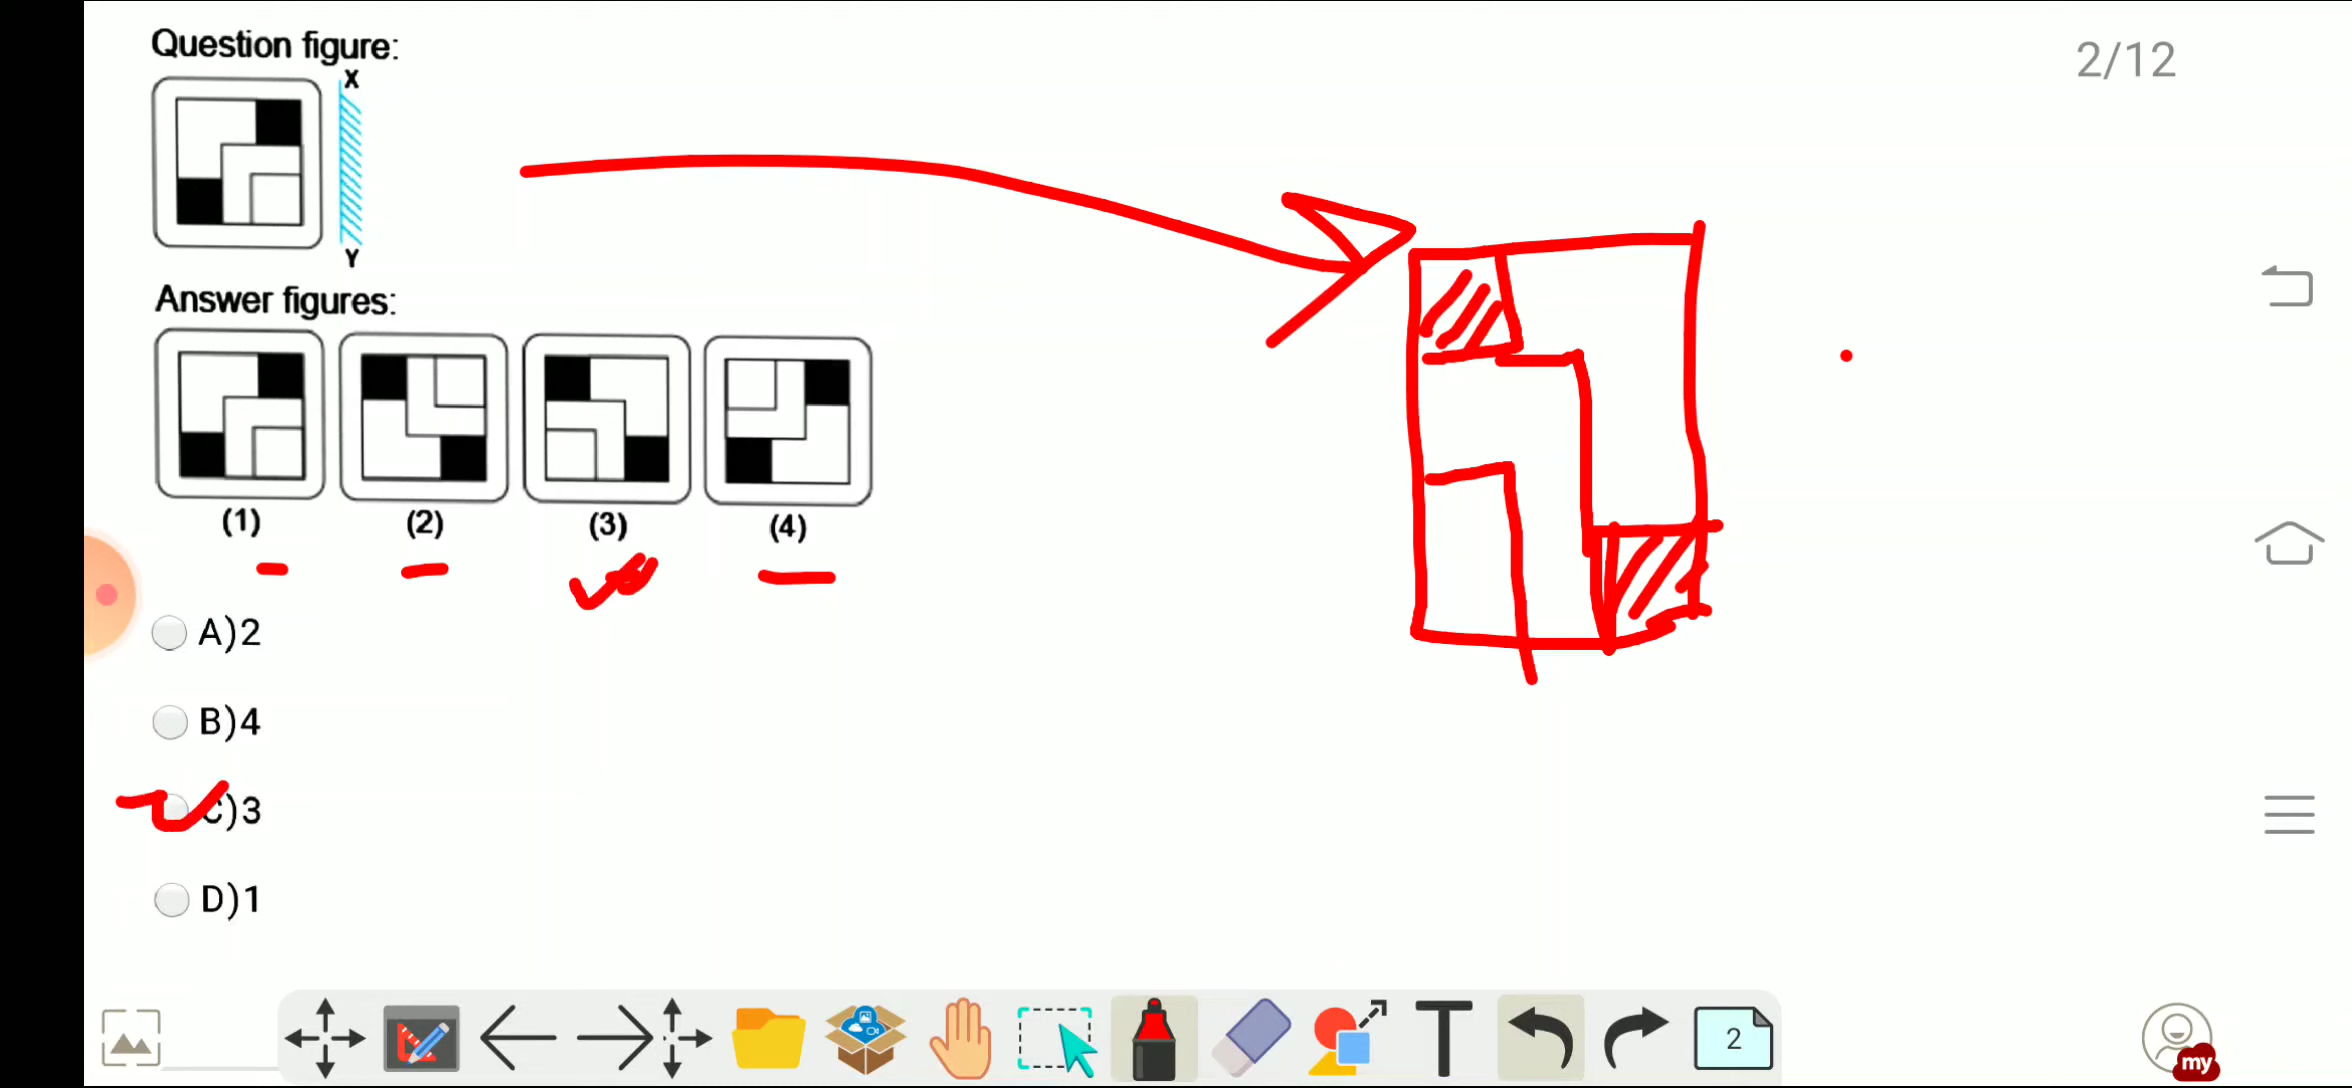 Question figure:
2/12
X
Y
Answer figures:
(1) (2) (3) (4)
A)2
B)4
C)3
D)1
T
2
my